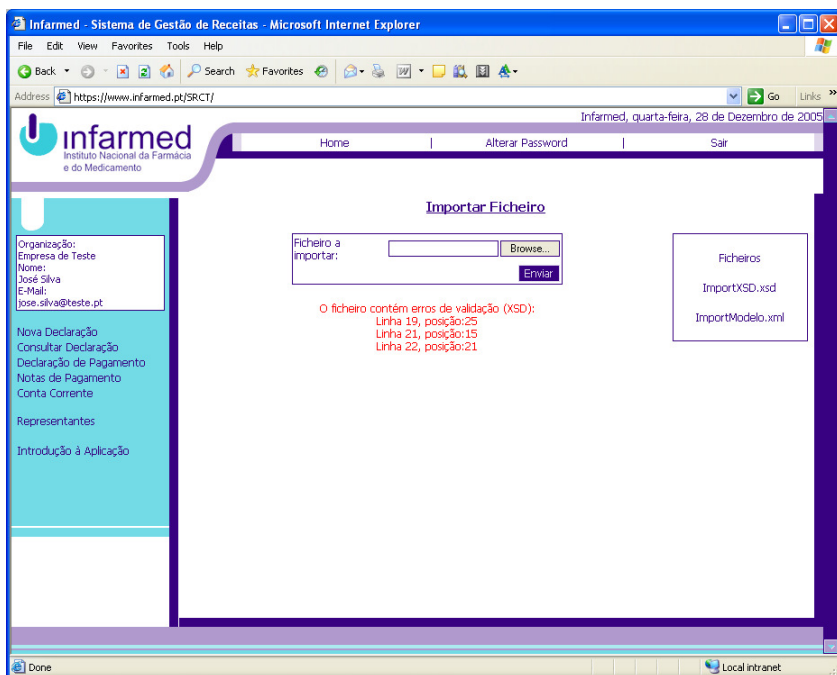 Infarmed - Sistema de Gestão de Receitas - Microsoft Internet Explorer
File Edit View Favorites Tools Help
Back Search Favorites
Address https://www.infarmed.pt/SRCT/ Go Links »
Infarmed, quarta-feira, 28 de Dezembro de 2005
infarmed
Instituto Nacional da Farmácia
e do Medicamento
Home | Alterar Password | Sair
Importar Ficheiro
Organização:
Empresa de Teste
Nome:
José Silva
E-Mail:
jose.silva@teste.pt
Nova Declaração
Consultar Declaração
Declaração de Pagamento
Notas de Pagamento
Conta Corrente
Representantes
Introdução à Aplicação
Ficheiro a
importar:
Browse...
Enviar
O ficheiro contém erros de validação (XSD):
Linha 19, posição:25
Linha 21, posição:15
Linha 22, posição:21
Ficheiros
ImportXSD.xsd
ImportModelo.xml
Done
Local intranet